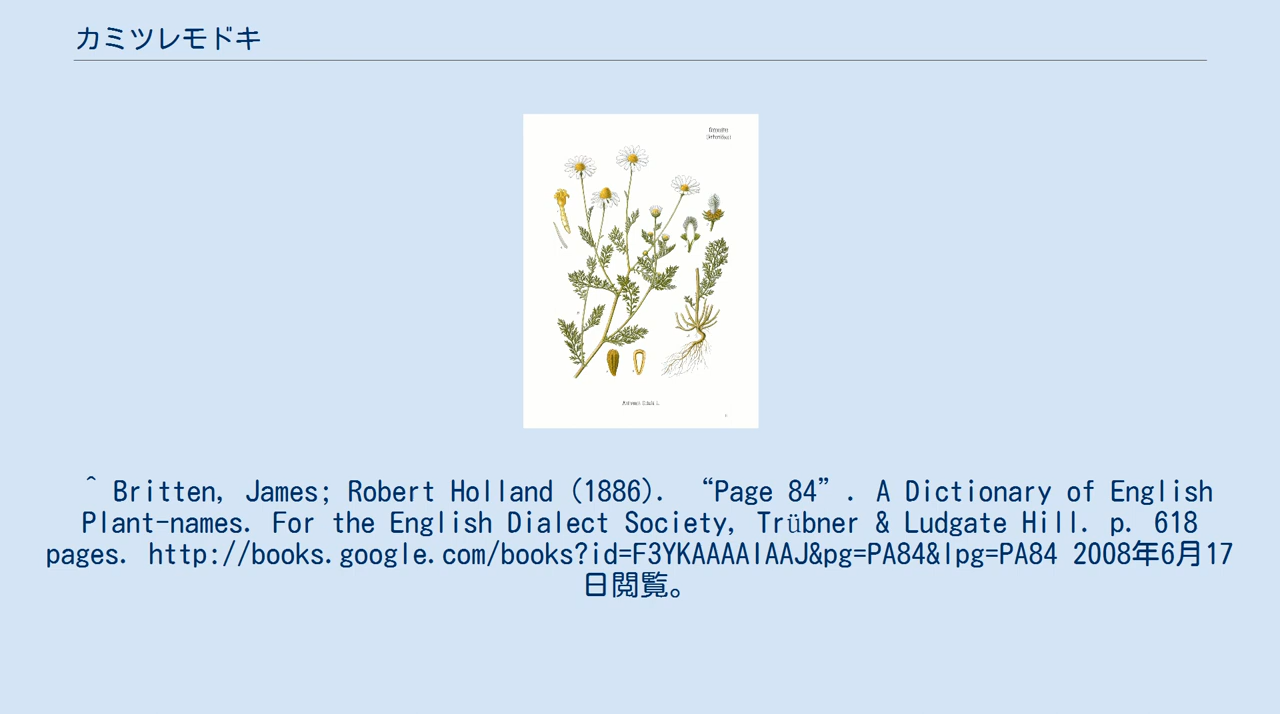 カミツレモドキ
^ Britten, James; Robert Holland (1886). “Page 84”. A Dictionary of English
Plant-names. For the English Dialect Society, Trübner & Ludgate Hill. p. 618
pages. http://books.google.com/books?id=F3YKAAAAIAAJ&pg=PA84&lpg=PA84 2008年6月17
日閲覧。